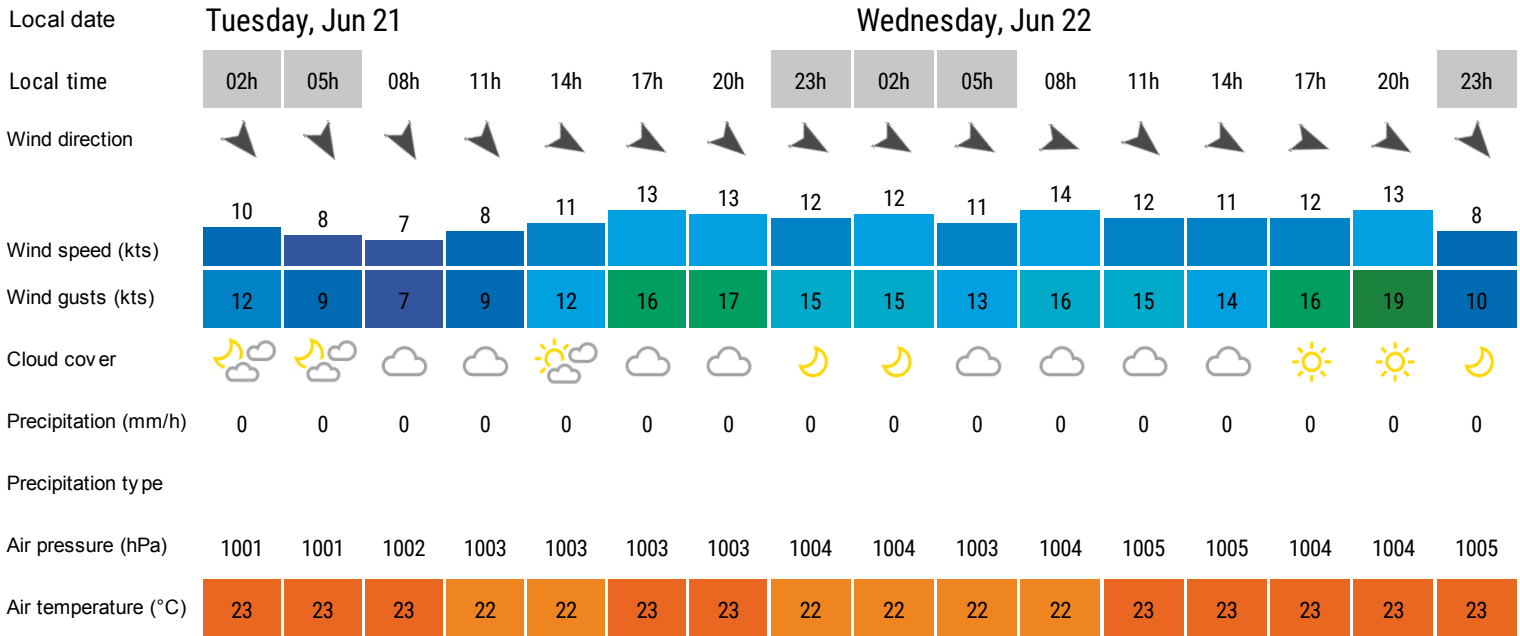 Local date Tuesday, Jun 21 Wednesday, Jun 22
Local time 02h 05h 08h 11h 14h 17h 20h 23h 02h 05h 08h 11h 14h 17h 20h 23h
Wind direction
Wind speed (kts) 10 8 7 8 11 13 13 12 12 11 14 12 11 12 13 8
Wind gusts (kts) 12 9 7 9 12 16 17 15 15 13 16 15 14 16 19 10
Cloud cover
Precipitation (mm/h) 0 0 0 0 0 0 0 0 0 0 0 0 0 0 0 0
Precipitation type
Air pressure (hPa) 1001 1001 1002 1003 1003 1003 1003 1004 1004 1003 1004 1005 1005 1004 1004 1005
Air temperature (°C) 23 23 23 22 22 23 23 22 22 22 22 23 23 23 23 23